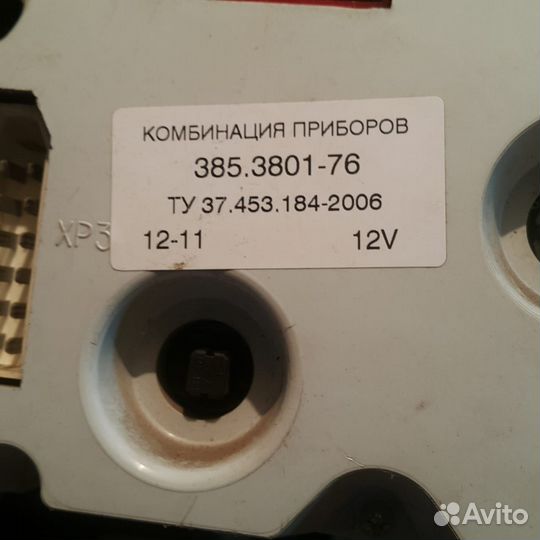 КОМБИНАЦИЯ ПРИБОРОВ
385.3801-76
ТУ 37.453.184-2006
12-11 12V
XP3
Avito